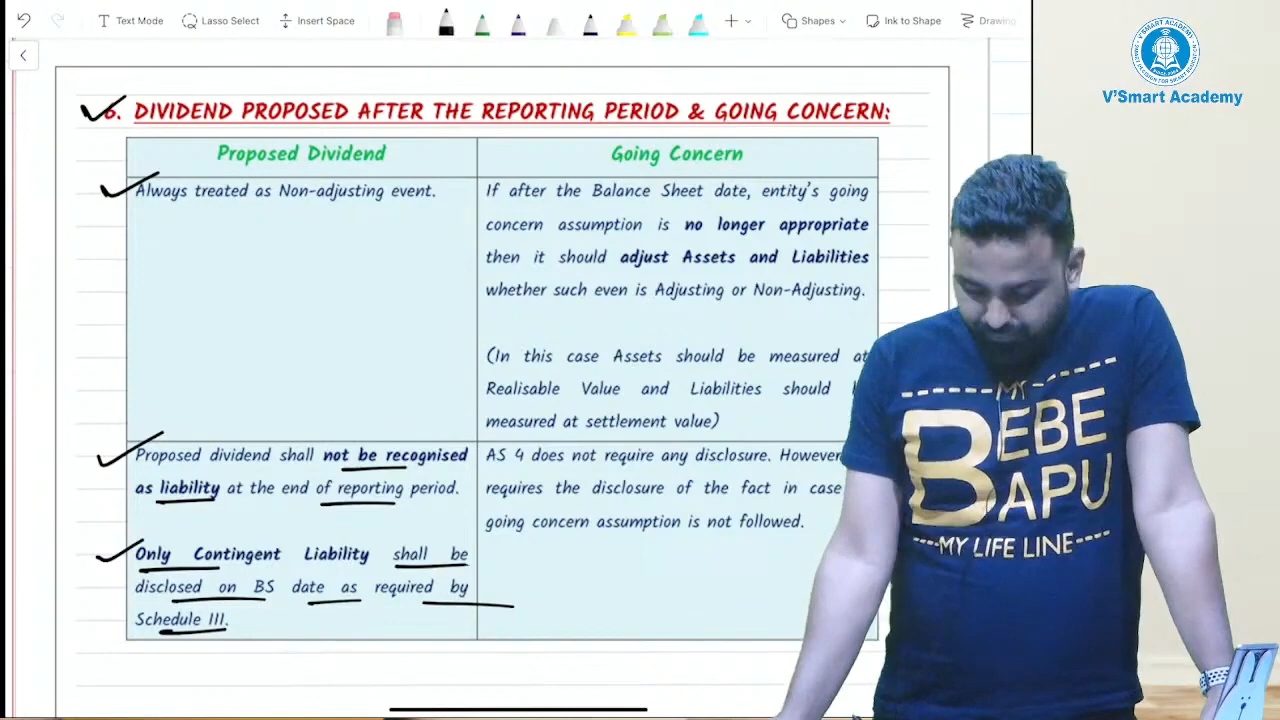 Text Mode
Lasso Select
Insert Space
Shapes
Ink to Shape
Drawing
V'Smart Academy
6. DIVIDEND PROPOSED AFTER THE REPORTING PERIOD & GOING CONCERN:
Proposed Dividend
Always treated as Non-adjusting event.
Going Concern
If after the Balance Sheet date, entity's going
concern assumption is no longer appropriate
then it should adjust Assets and Liabilities
whether such even is Adjusting or Non-Adjusting.
(In this case Assets should be measured at
Realisable Value and Liabilities should
measured at settlement value)
Proposed dividend shall not be recognised
as liability at the end of reporting period.
Only Contingent Liability shall be
disclosed on BS date as required by
Schedule III.
AS 4 does not require any disclosure. However
requires the disclosure of the fact in case
going concern assumption is not followed.
MY
BEBE
BAPU
MY LIFE LINE